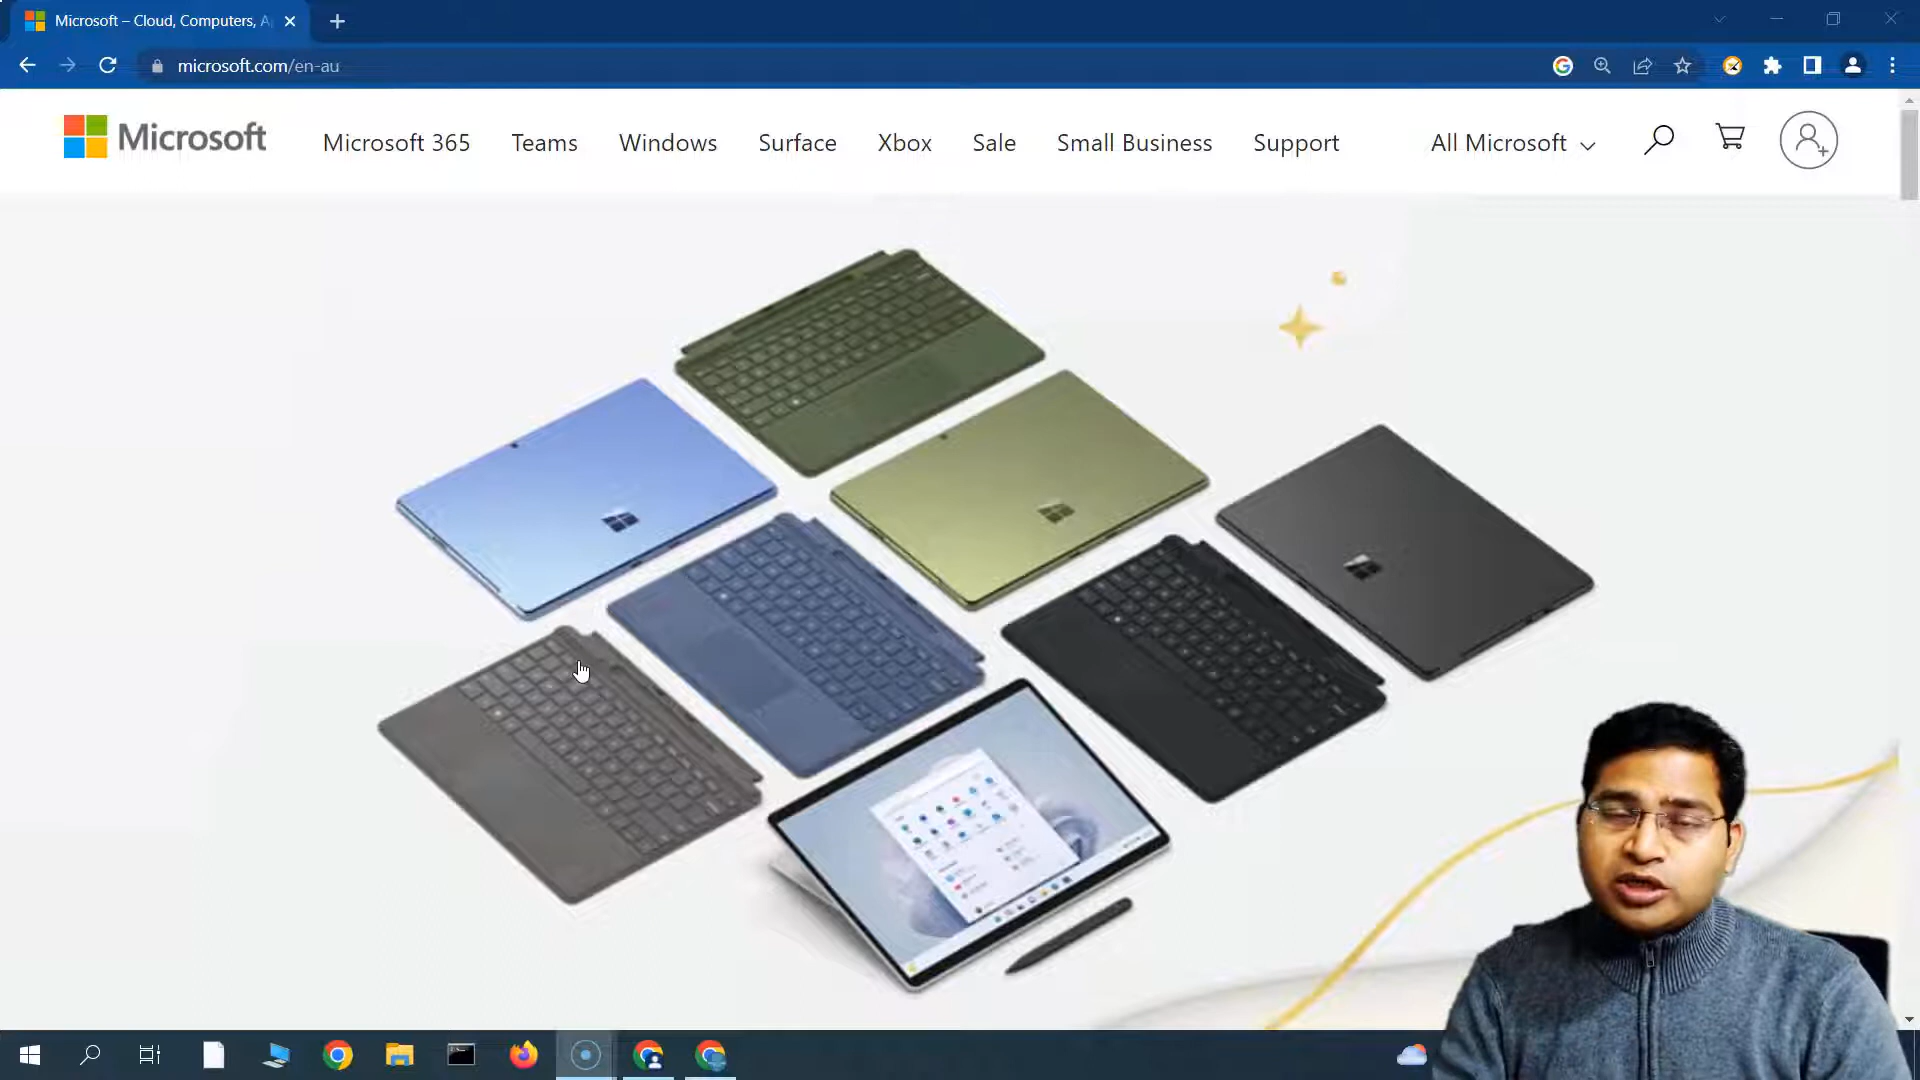 Microsoft – Cloud, Computers, A
microsoft.com/en-au
Microsoft
Microsoft 365
Teams
Windows
Surface
Xbox
Sale
Small Business
Support
All Microsoft